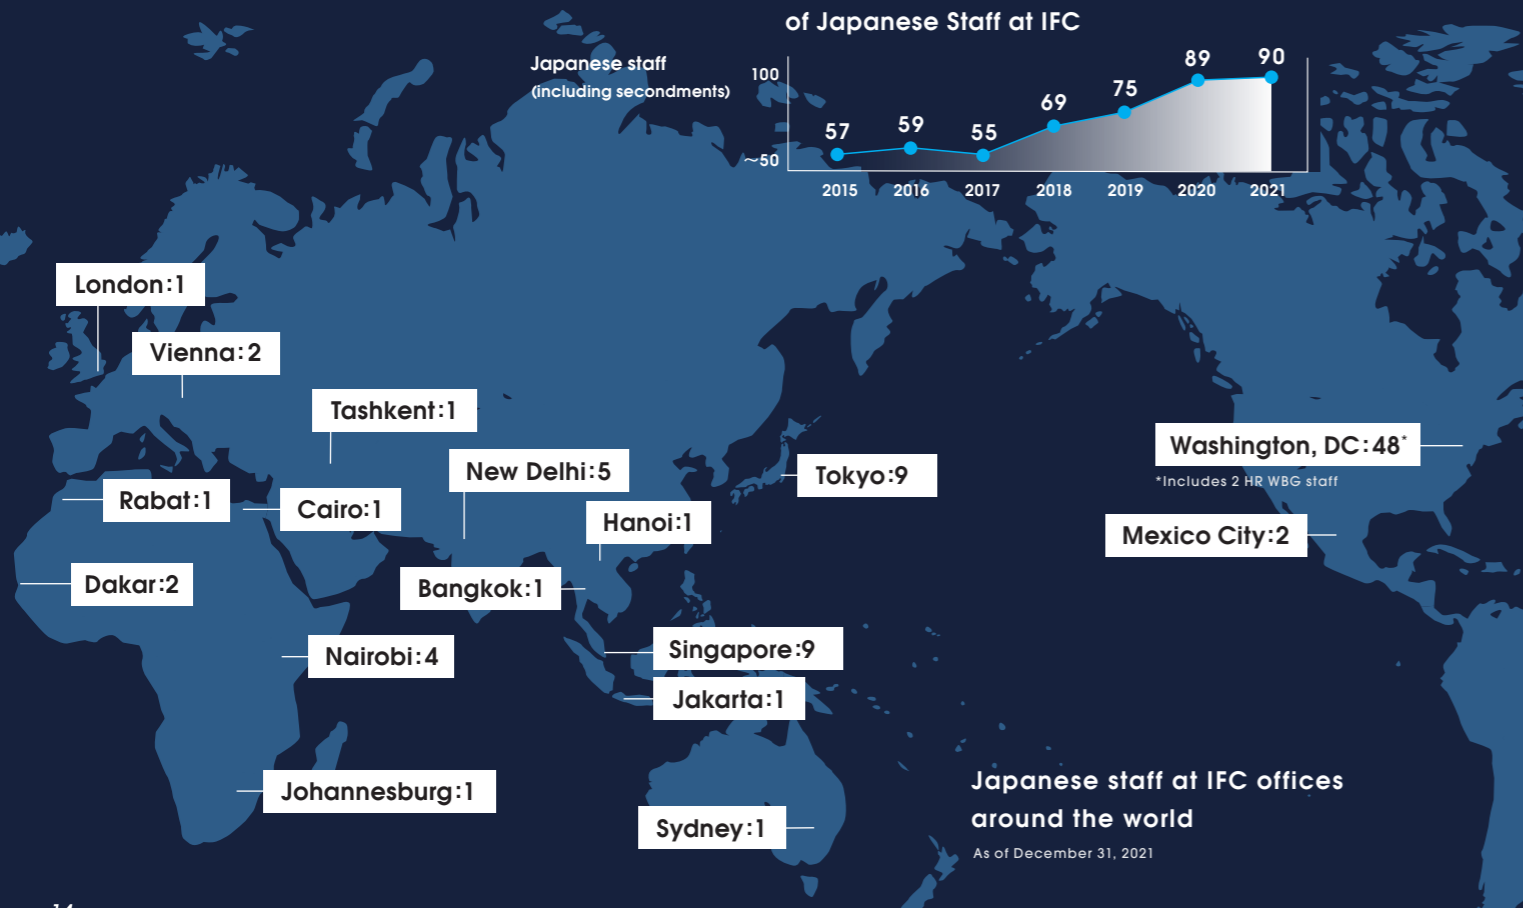 of Japanese Staff at IFC
Japanese staff
(including secondments)
100
~50
57
59
55
69
75
89
90
2015
2016
2017
2018
2019
2020
2021
London:1
Vienna:2
Tashkent:1
New Delhi:5
Tokyo:9
Washington, DC:48*
*Includes 2 HR WBG staff
Rabat:1
Cairo:1
Hanoi:1
Mexico City:2
Dakar:2
Bangkok:1
Nairobi:4
Singapore:9
Jakarta:1
Johannesburg:1
Sydney:1
Japanese staff at IFC offices
around the world
As of December 31, 2021